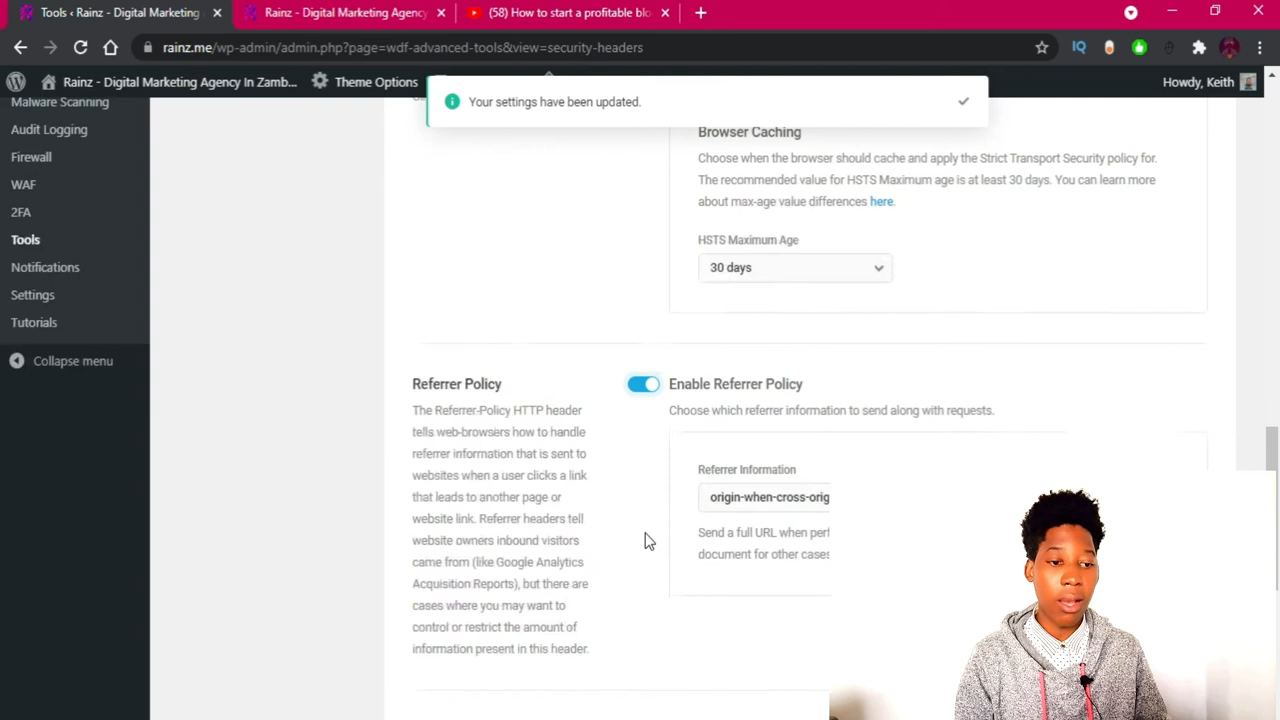 Tools ‹ Rainz - Digital Marketing
Rainz - Digital Marketing Agency
(58) How to start a profitable blo
rainz.me/wp-admin/admin.php?page=wdf-advanced-tools&view=security-headers
IQ
Rainz - Digital Marketing Agency In Zamb...
Theme Options
Howdy, Keith
Your settings have been updated.
Malware Scanning
Audit Logging
Firewall
WAF
2FA
Tools
Notifications
Settings
Tutorials
Collapse menu
Browser Caching
Choose when the browser should cache and apply the Strict Transport Security policy for.
The recommended value for HSTS Maximum age is at least 30 days. You can learn more
about max-age value differences here.
HSTS Maximum Age
30 days
Referrer Policy
The Referrer-Policy HTTP header
tells web-browsers how to handle
referrer information that is sent to
websites when a user clicks a link
that leads to another page or
website link. Referrer headers tell
website owners inbound visitors
came from (like Google Analytics
Acquisition Reports), but there are
cases where you may want to
control or restrict the amount of
information present in this header.
Enable Referrer Policy
Choose which referrer information to send along with requests.
Referrer Information
origin-when-cross-orig
Send a full URL when perf
document for other cases